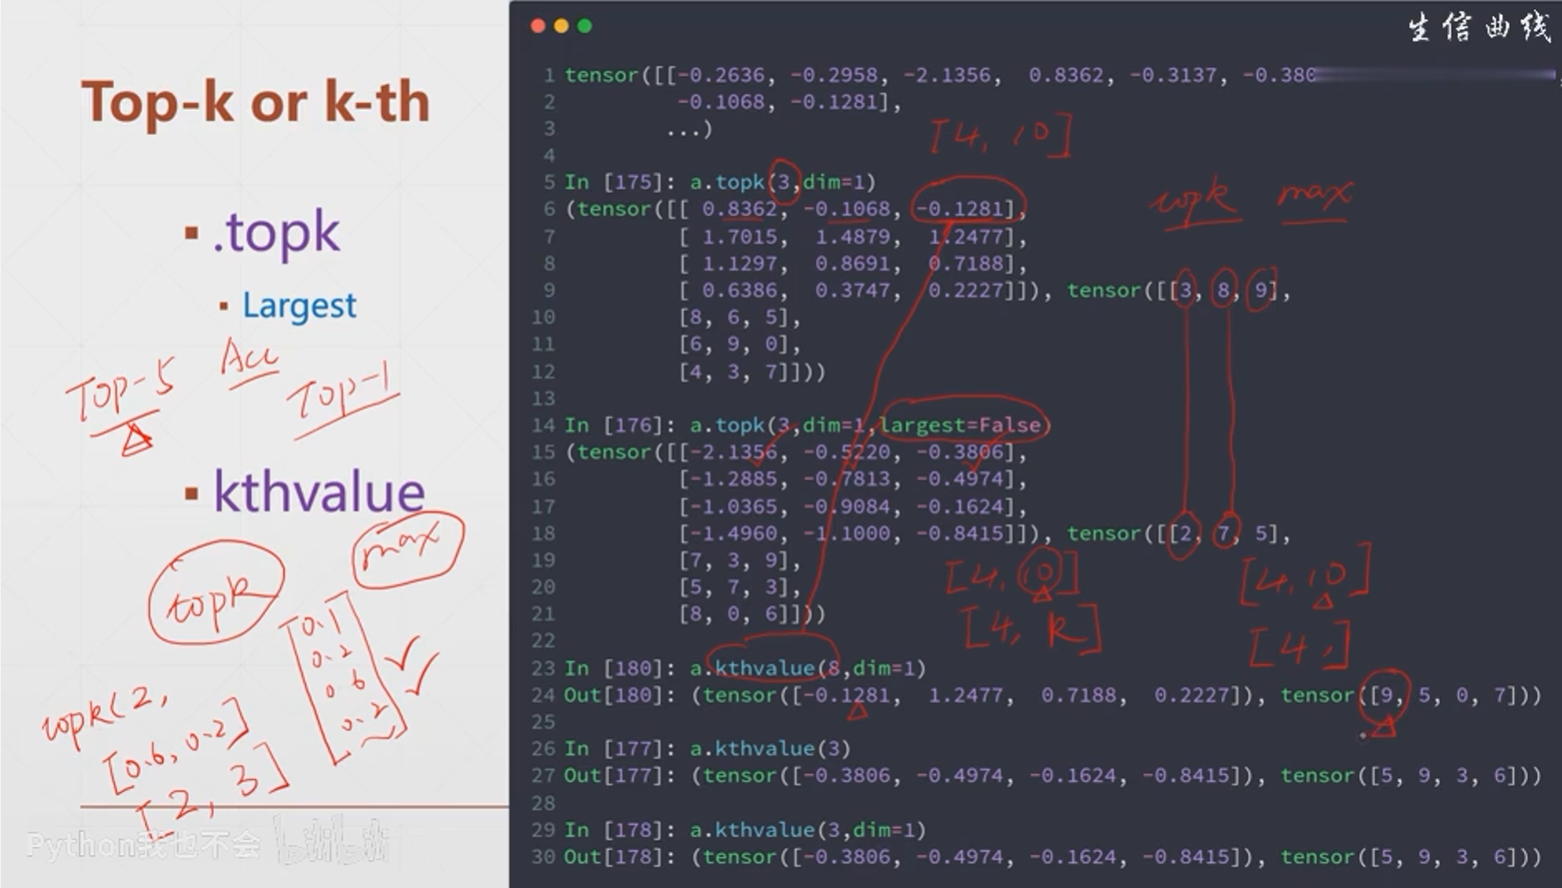 生信曲线
Top-k or k-th
▪ .topk
▪ Largest
Top-5
Acc
Top-1
▪ kthvalue
topk
max
0.1
0.2
0.6
0.2
topk(2,
[0.6, 0.2]
[2, 3]
Python我也不会 bilibili
1 tensor([[-0.2636, -0.2958, -2.1356,  0.8362, -0.3137, -0.380
2 -0.1068, -0.1281],
3 ...)
[4, 10]
4
5 In [175]: a.topk(3,dim=1)
topk max
6 (tensor([[ 0.8362, -0.1068, -0.1281],
7 [ 1.7015,  1.4879,  1.2477],
8 [ 1.1297,  0.8691,  0.7188],
9 [ 0.6386,  0.3747,  0.2227]]), tensor([[3, 8, 9],
10 [8, 6, 5],
11 [6, 9, 0],
12 [4, 3, 7]]))
13
14 In [176]: a.topk(3,dim=1,largest=False)
15 (tensor([[-2.1356, -0.5220, -0.3806],
16 [-1.2885, -0.7813, -0.4974],
17 [-1.0365, -0.9084, -0.1624],
18 [-1.4960, -1.1000, -0.8415]]), tensor([[2, 7, 5],
19 [7, 3, 9],
20 [5, 7, 3],
21 [8, 0, 6]]))
[4, 10] [4, 10]
[4, k] [4,]
22
23 In [180]: a.kthvalue(8,dim=1)
24 Out[180]: (tensor([-0.1281,  1.2477,  0.7188,  0.2227]), tensor([9, 5, 0, 7]))
25
26 In [177]: a.kthvalue(3)
27 Out[177]: (tensor([-0.3806, -0.4974, -0.1624, -0.8415]), tensor([5, 9, 3, 6]))
28
29 In [178]: a.kthvalue(3,dim=1)
30 Out[178]: (tensor([-0.3806, -0.4974, -0.1624, -0.8415]), tensor([5, 9, 3, 6]))